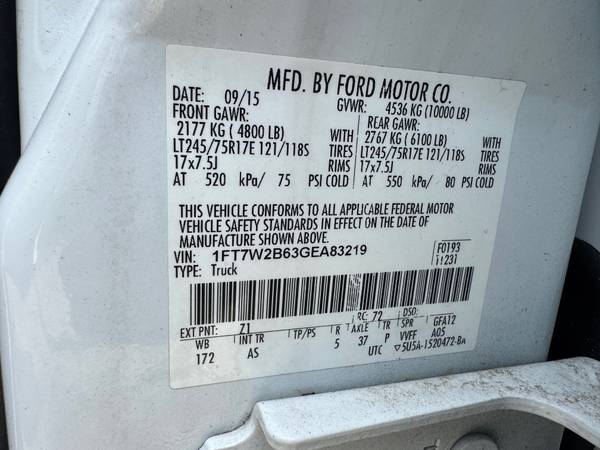 MFD. BY FORD MOTOR CO.
DATE: 09/15 GVWR: 4536 KG (10000 LB)
FRONT GAWR: REAR GAWR:
2177 KG ( 4800 LB) WITH 2767 KG ( 6100 LB) WITH
LT245/75R17E 121/118S TIRES LT245/75R17E 121/118S TIRES
17x7.5J RIMS 17x7.5J RIMS
AT 520 kPa/ 75 PSI COLD AT 550 kPa/ 80 PSI COLD
THIS VEHICLE CONFORMS TO ALL APPLICABLE FEDERAL MOTOR
VEHICLE SAFETY STANDARDS IN EFFECT ON THE DATE OF
MANUFACTURE SHOWN ABOVE.
VIN: 1FT7W2B63GEA83219 F0193
TYPE: Truck 11231
EXT PNT: Z1 RC: 72 DSO:
WB INT TR TP/PS R AXLE TR SPR GFA12
172 AS 5 37 P VVFF A05
UTC ▽5U5A-1520472-BA